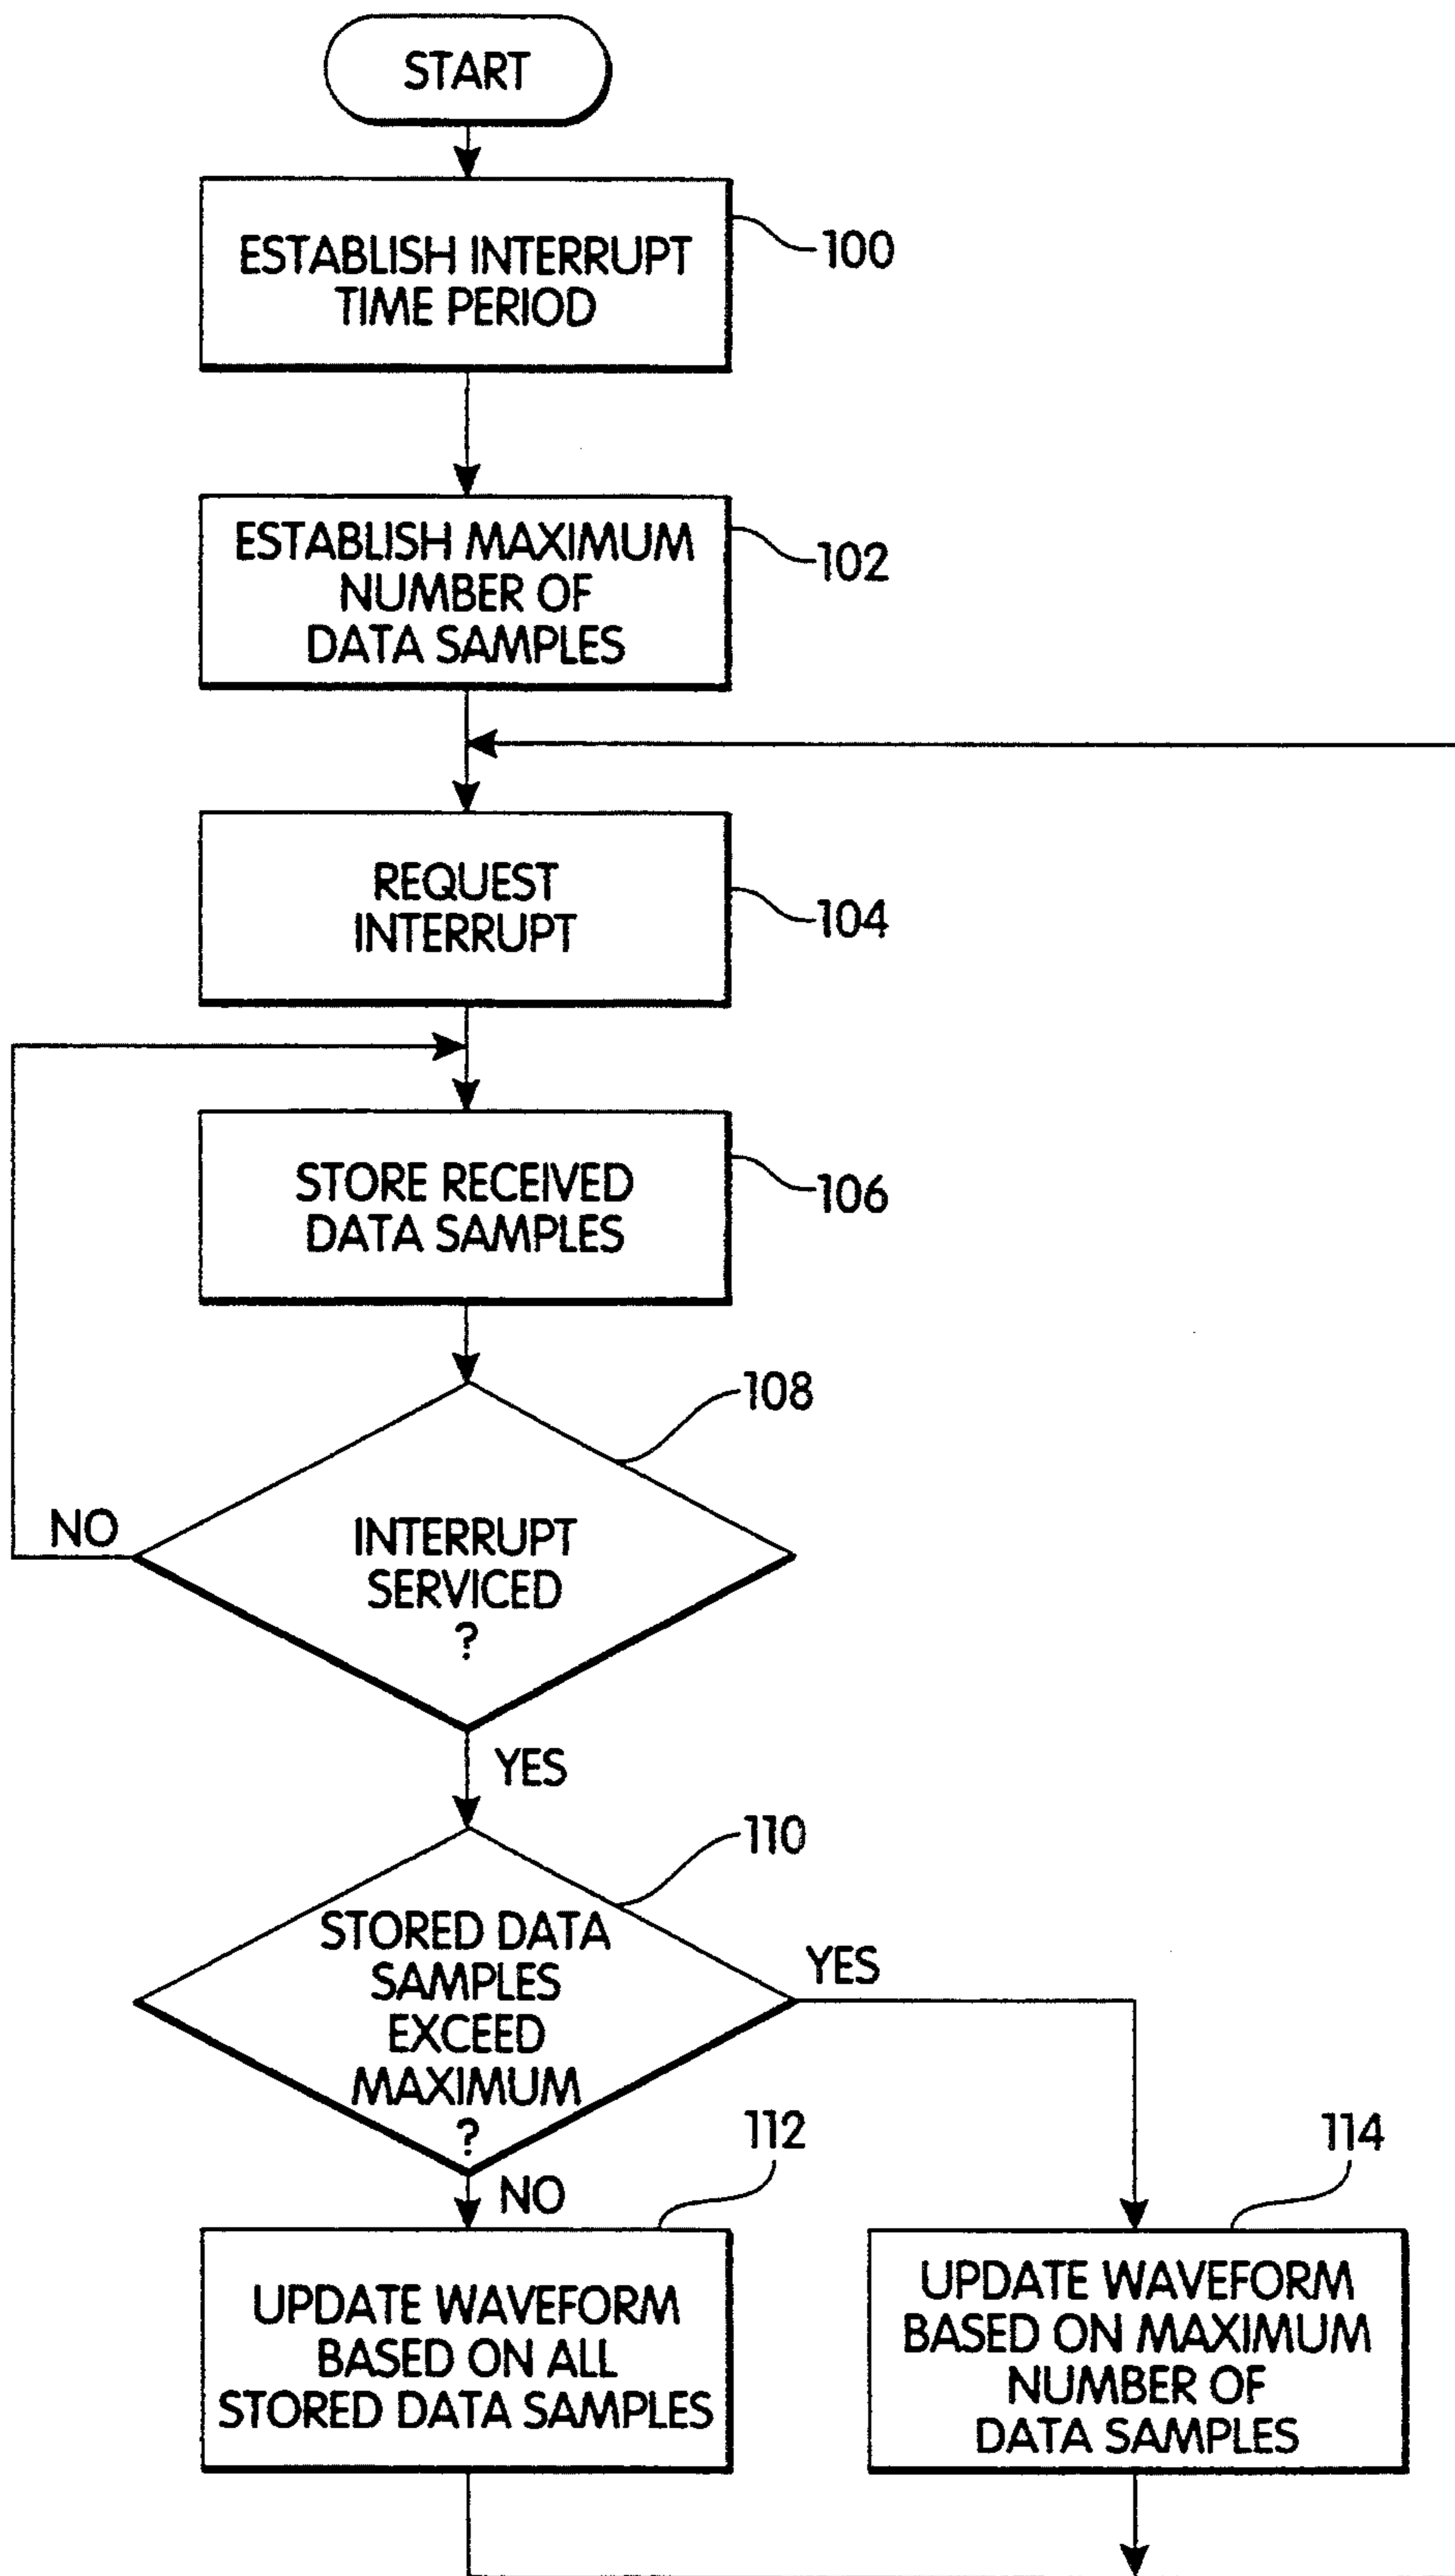 START
ESTABLISH INTERRUPT
TIME PERIOD
100
ESTABLISH MAXIMUM
NUMBER OF
DATA SAMPLES
102
REQUEST
INTERRUPT
104
STORE RECEIVED
DATA SAMPLES
106
108
INTERRUPT
SERVICED
?
NO
YES
110
STORED DATA
SAMPLES
EXCEED
MAXIMUM
?
YES
NO
112
UPDATE WAVEFORM
BASED ON ALL
STORED DATA SAMPLES
114
UPDATE WAVEFORM
BASED ON MAXIMUM
NUMBER OF
DATA SAMPLES